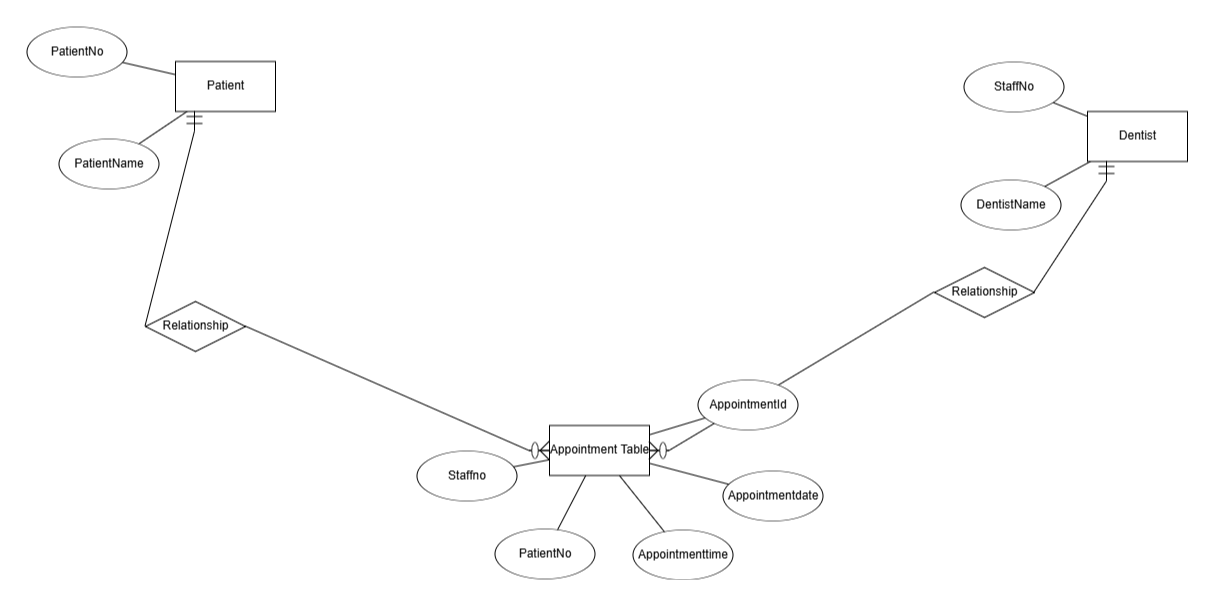 PatientNo
Patient
StaffNo
Dentist
PatientName
DentistName
Relationship
Relationship
AppointmentId
Appointment Table
Staffno
Appointmentdate
PatientNo
Appointmenttime